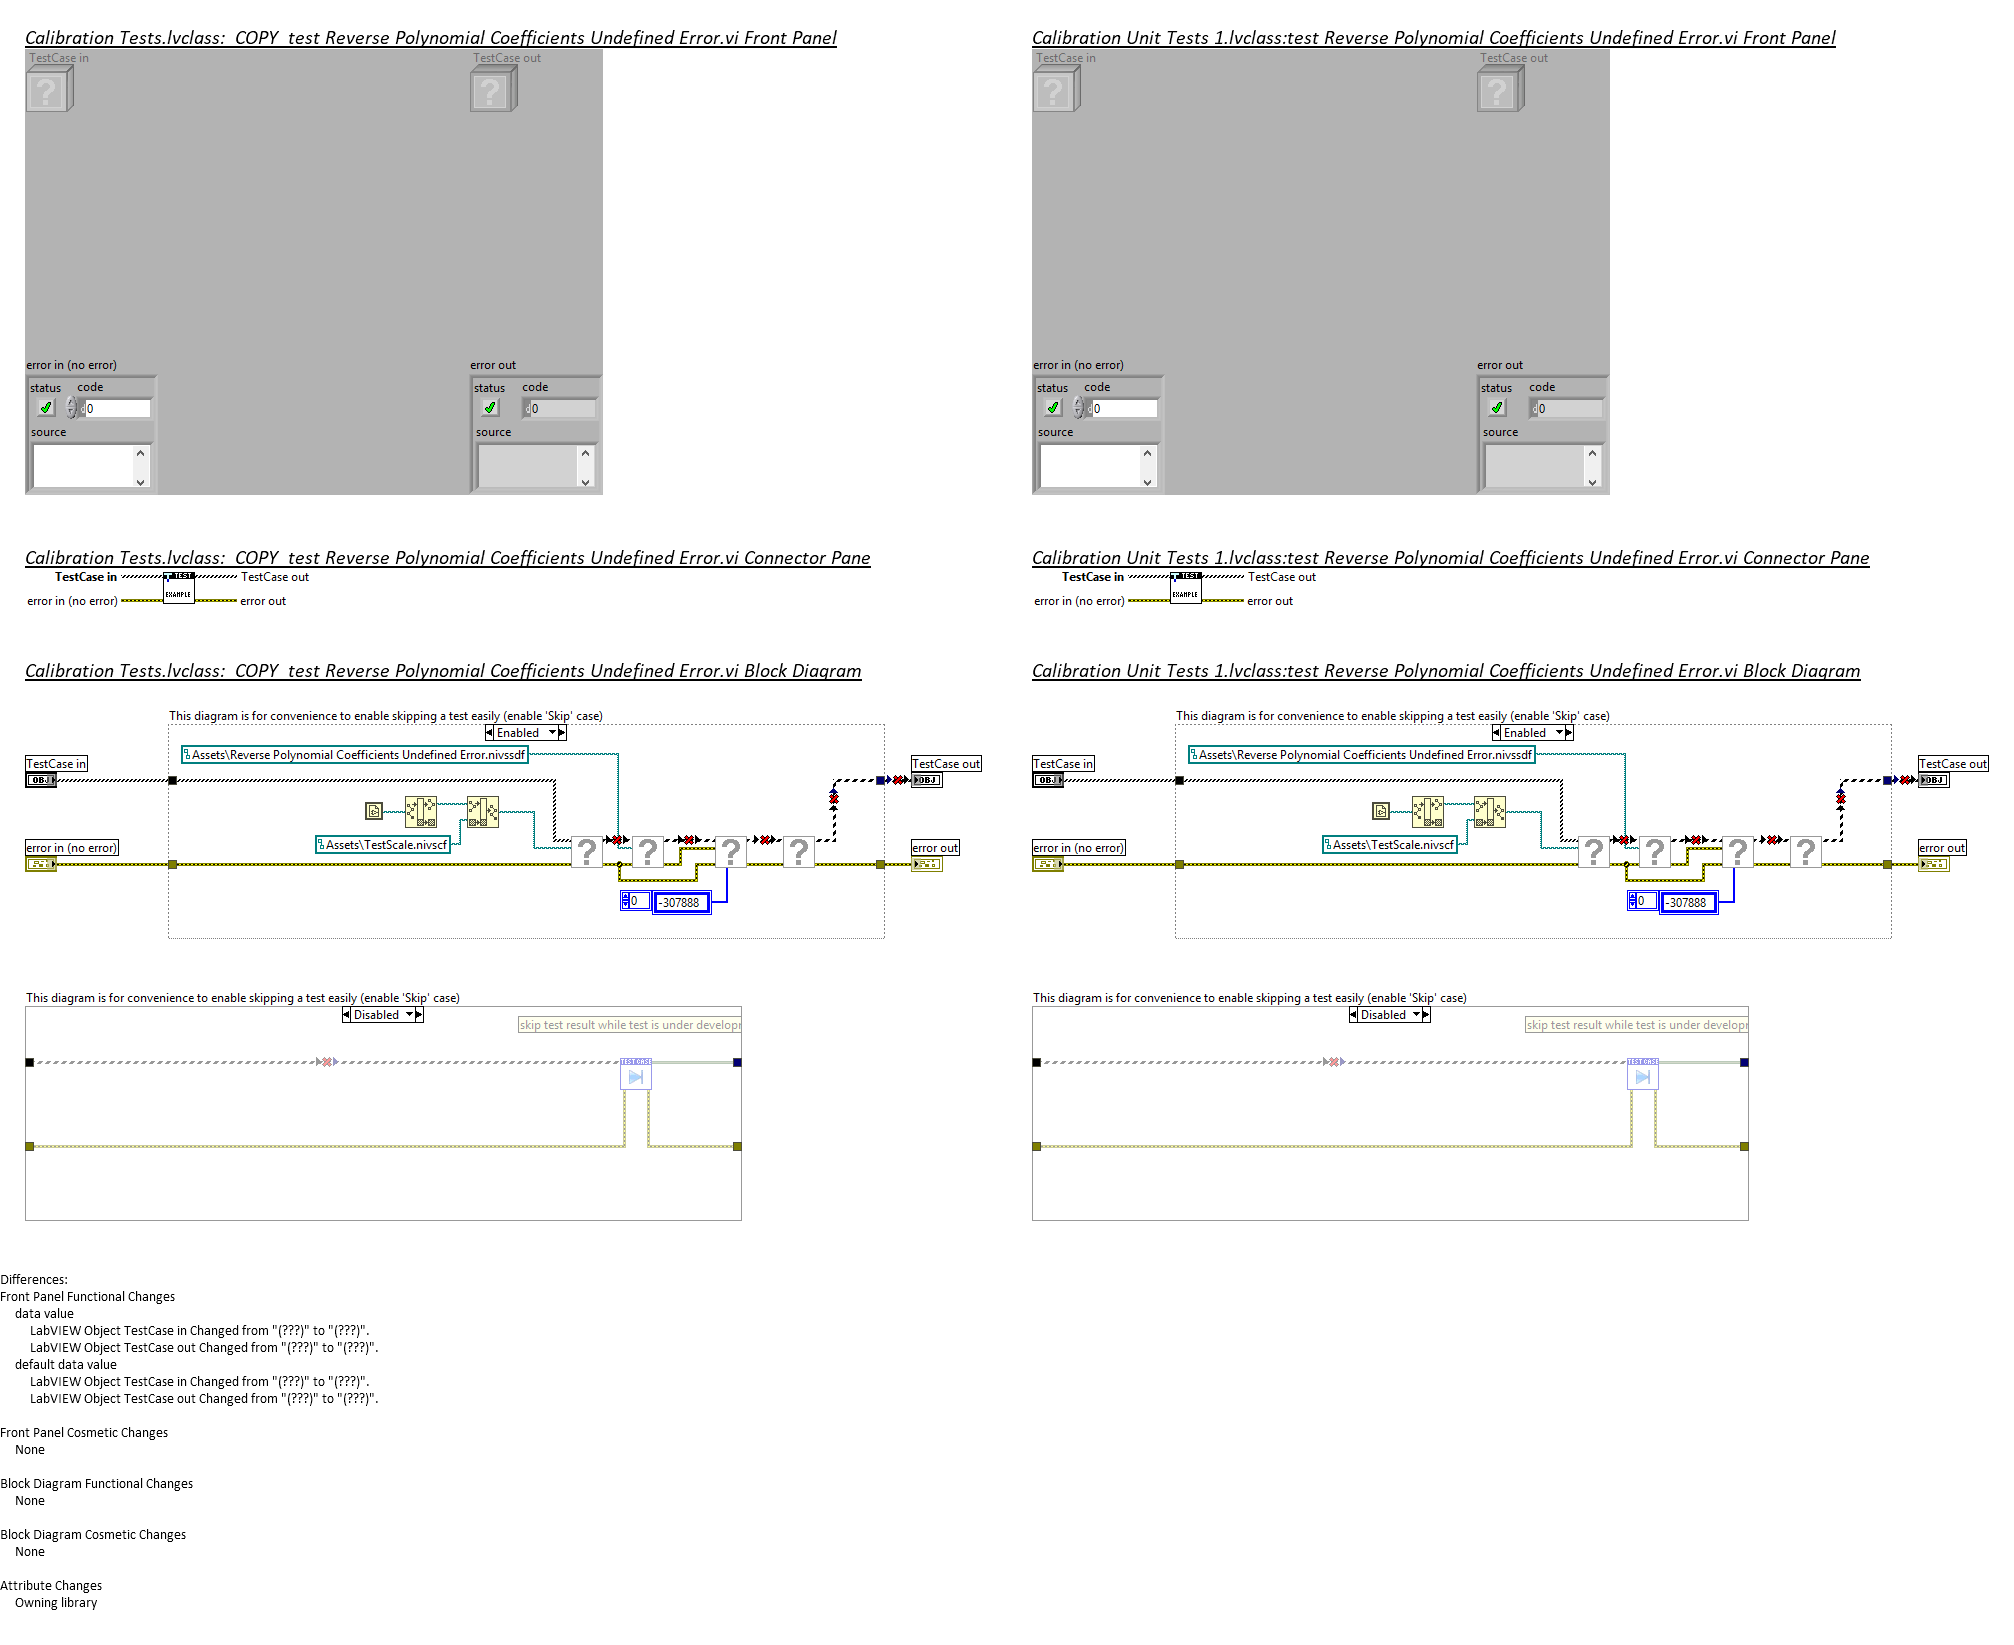 Calibration Tests.lvclass:  COPY  test Reverse Polynomial Coefficients Undefined Error.vi Front Panel
TestCase in
TestCase out
error in (no error)
error out
status
code
status
code
d
0
d
0
source
source
Calibration Unit Tests 1.lvclass:test Reverse Polynomial Coefficients Undefined Error.vi Front Panel
TestCase in
TestCase out
error in (no error)
error out
status
code
status
code
d
0
d
0
source
source
Calibration Tests.lvclass:  COPY  test Reverse Polynomial Coefficients Undefined Error.vi Connector Pane
TestCase in
TEST
TestCase out
error in (no error)
EXAMPLE
error out
Calibration Unit Tests 1.lvclass:test Reverse Polynomial Coefficients Undefined Error.vi Connector Pane
TestCase in
TEST
TestCase out
error in (no error)
EXAMPLE
error out
Calibration Tests.lvclass:  COPY  test Reverse Polynomial Coefficients Undefined Error.vi Block Diagram
This diagram is for convenience to enable skipping a test easily (enable 'Skip' case)
Enabled
Assets\Reverse Polynomial Coefficients Undefined Error.nivssdf
TestCase in
OBJ
TestCase out
OBJ
Assets\TestScale.nivscf
error in (no error)
error out
? ? ? ?
0
-307888
This diagram is for convenience to enable skipping a test easily (enable 'Skip' case)
Disabled
skip test result while test is under developr
TEST CASE
Calibration Unit Tests 1.lvclass:test Reverse Polynomial Coefficients Undefined Error.vi Block Diagram
This diagram is for convenience to enable skipping a test easily (enable 'Skip' case)
Enabled
Assets\Reverse Polynomial Coefficients Undefined Error.nivssdf
TestCase in
OBJ
TestCase out
OBJ
Assets\TestScale.nivscf
error in (no error)
error out
? ? ? ?
0
-307888
This diagram is for convenience to enable skipping a test easily (enable 'Skip' case)
Disabled
skip test result while test is under developr
TEST CASE
Differences:
Front Panel Functional Changes
data value
LabVIEW Object TestCase in Changed from "(???)" to "(???)".
LabVIEW Object TestCase out Changed from "(???)" to "(???)".
default data value
LabVIEW Object TestCase in Changed from "(???)" to "(???)".
LabVIEW Object TestCase out Changed from "(???)" to "(???)".
Front Panel Cosmetic Changes
None
Block Diagram Functional Changes
None
Block Diagram Cosmetic Changes
None
Attribute Changes
Owning library